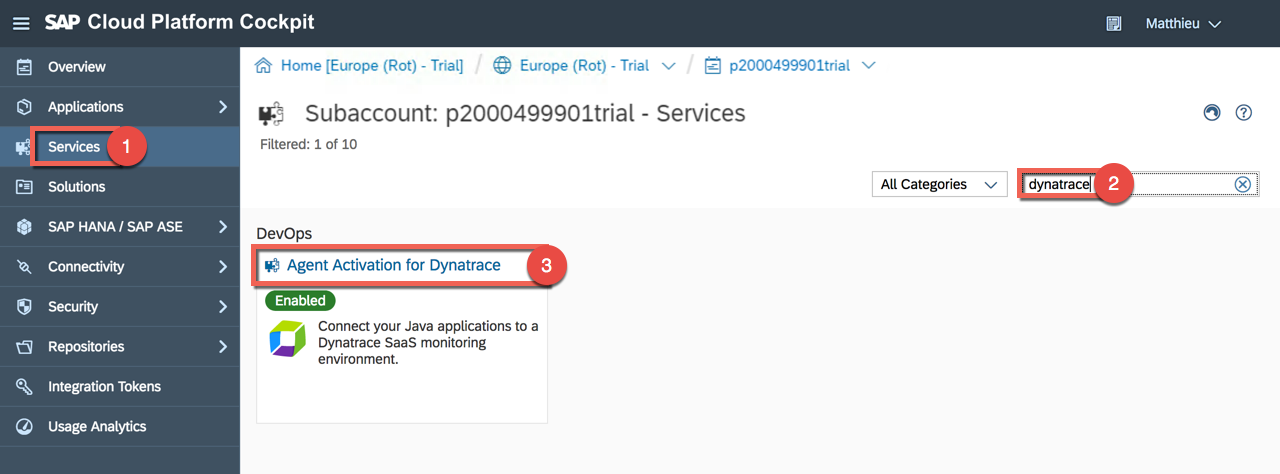 SAP Cloud Platform Cockpit
Matthieu
Overview
Applications
Services
1
Solutions
SAP HANA / SAP ASE
Connectivity
Security
Repositories
Integration Tokens
Usage Analytics
Home [Europe (Rot) - Trial] / Europe (Rot) - Trial / p2000499901trial
Subaccount: p2000499901trial - Services
Filtered: 1 of 10
All Categories
dynatrace
2
DevOps
Agent Activation for Dynatrace
3
Enabled
Connect your Java applications to a
Dynatrace SaaS monitoring
environment.